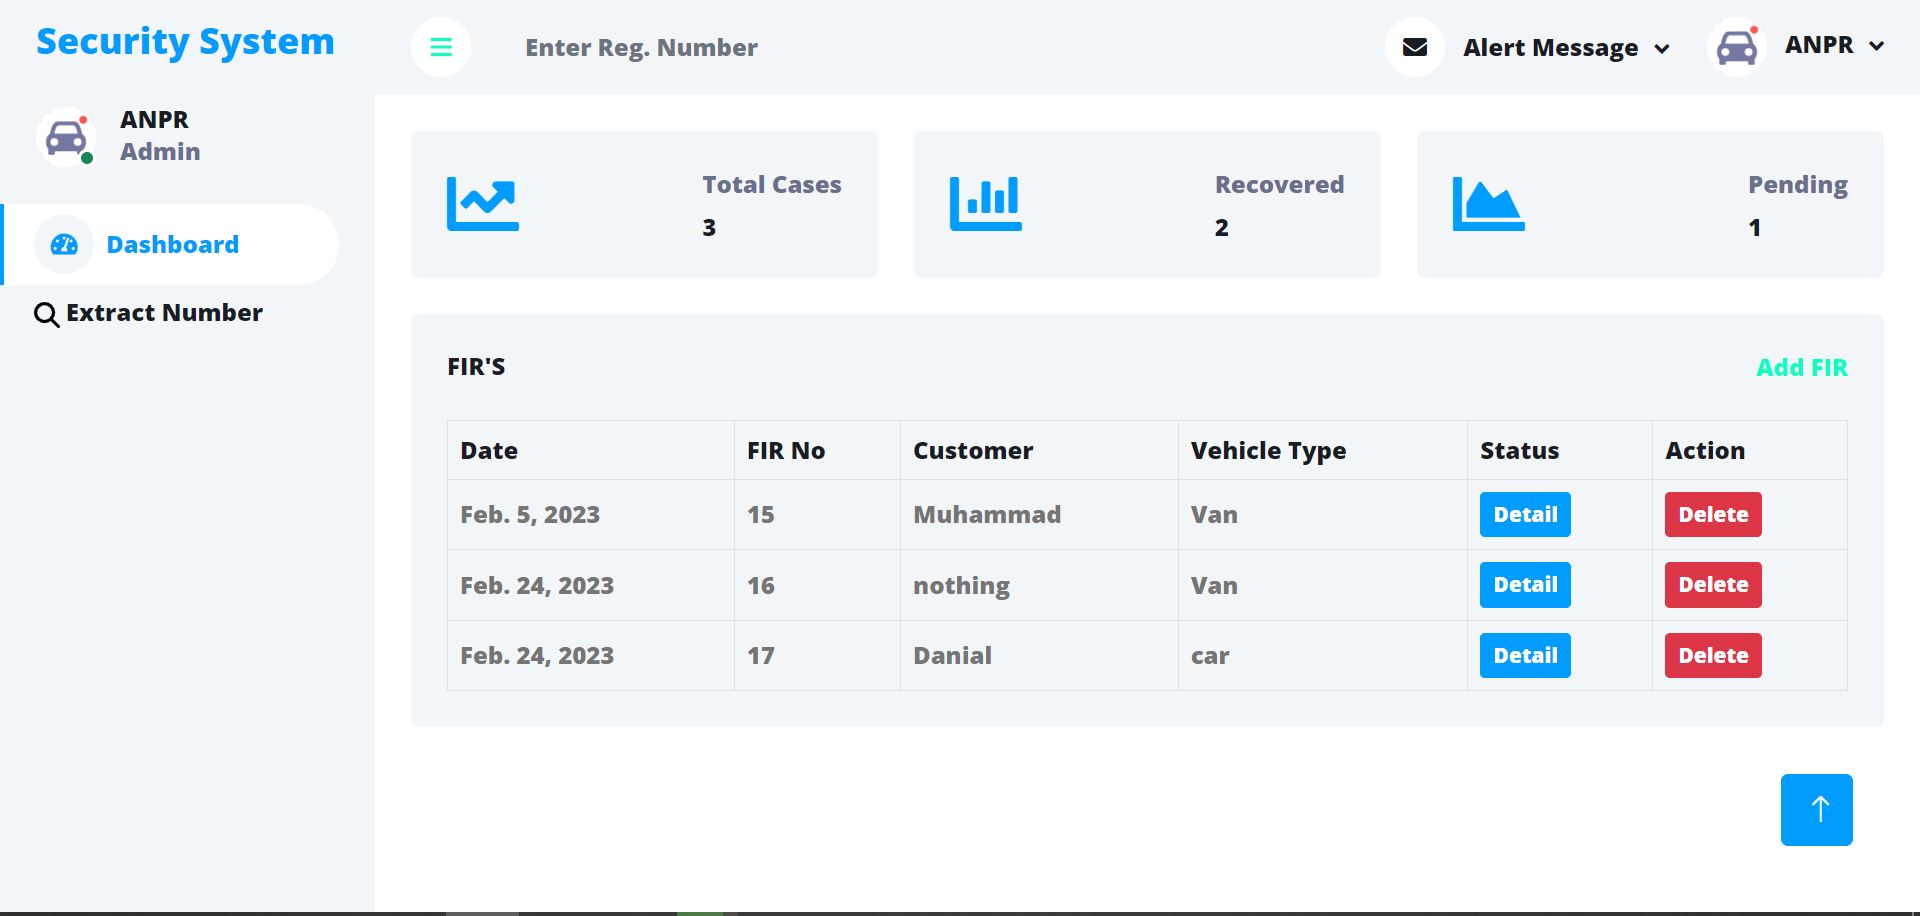 Security System
Enter Reg. Number
Alert Message
ANPR
ANPR
Admin
Dashboard
Extract Number
Total Cases
3
Recovered
2
Pending
1
FIR'S
Add FIR
Date FIR No Customer Vehicle Type Status Action
Feb. 5, 2023 15 Muhammad Van Detail Delete
Feb. 24, 2023 16 nothing Van Detail Delete
Feb. 24, 2023 17 Danial car Detail Delete